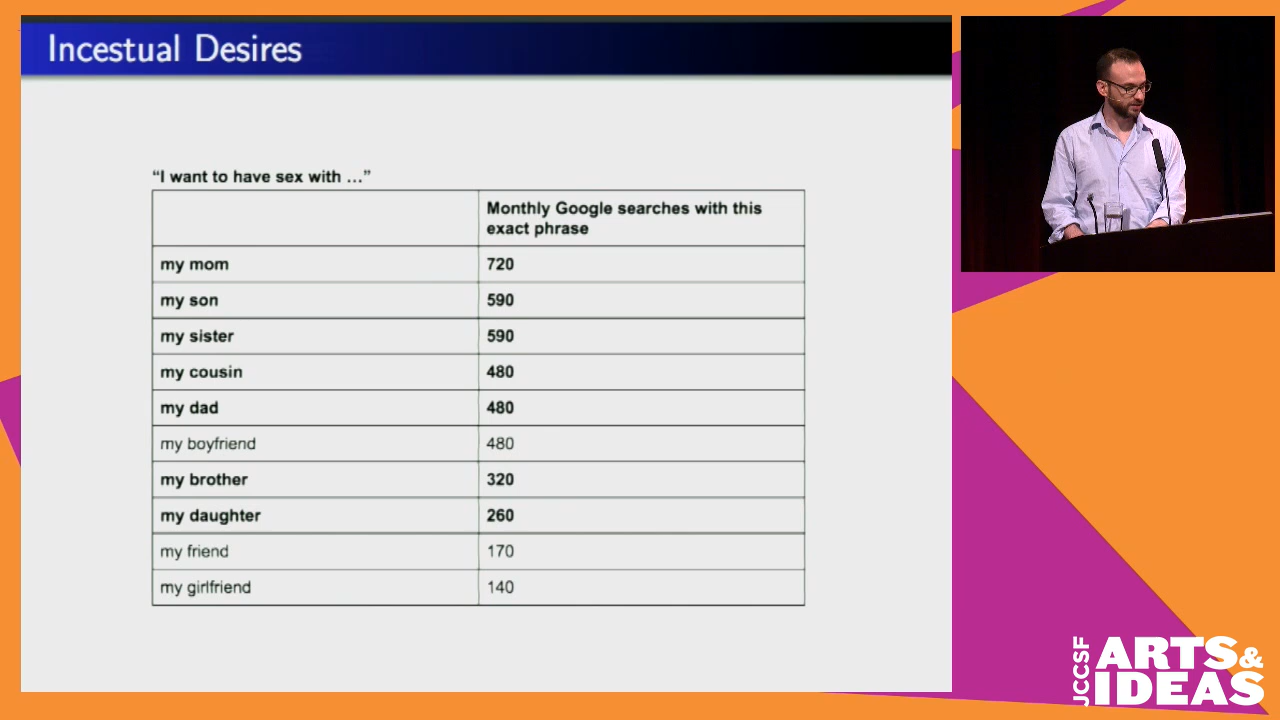 Incestual Desires
“I want to have sex with ...”
Monthly Google searches with this
exact phrase
my mom 720
my son 590
my sister 590
my cousin 480
my dad 480
my boyfriend 480
my brother 320
my daughter 260
my friend 170
my girlfriend 140
JCCSF
ARTS&
IDEAS